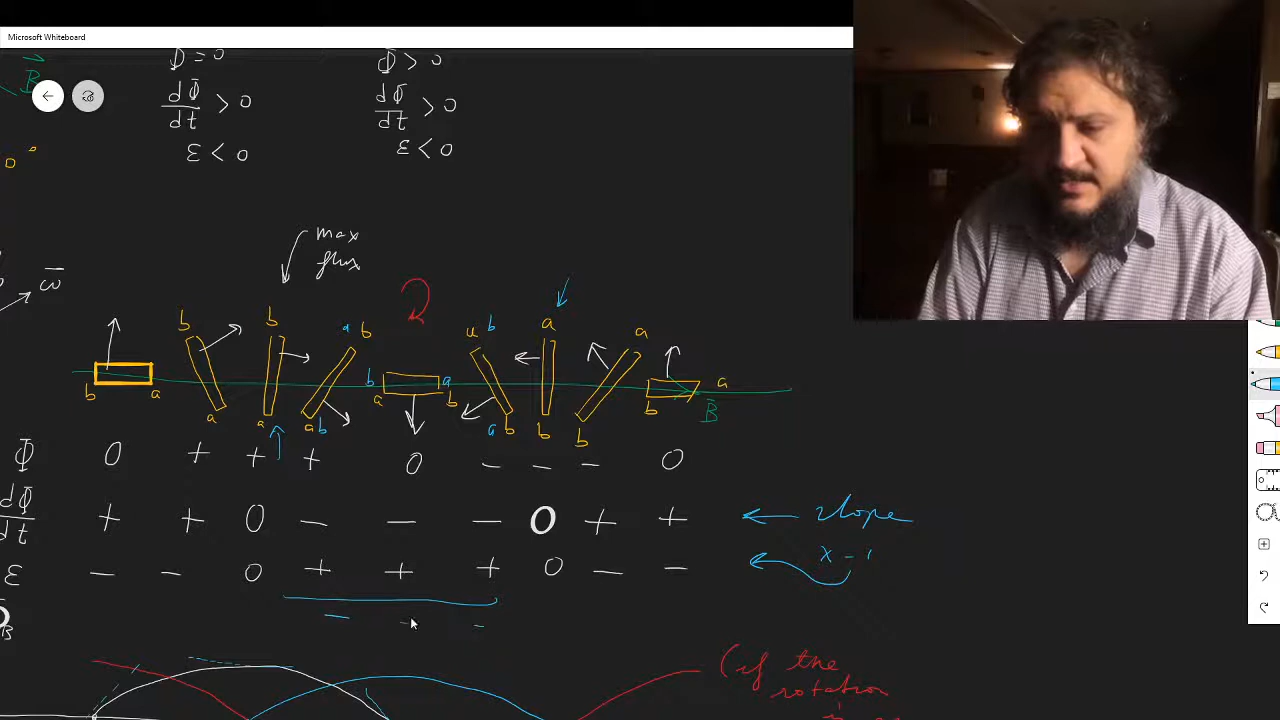 Microsoft Whiteboard
B
Φ = 0
Φ > 0
dΦ/dt > 0
dΦ/dt > 0
ε < 0
ε < 0
0°
max
flux
ω
b b a b u b a a
b a a a b b a a b b b b a
a a a b a b b b
B
Φ 0 + + + 0 - - - 0
dΦ/dt + + 0 - - - 0 + + ← slope
ε - - 0 + + + 0 - - x -1
B
- - -
(if the
rotation